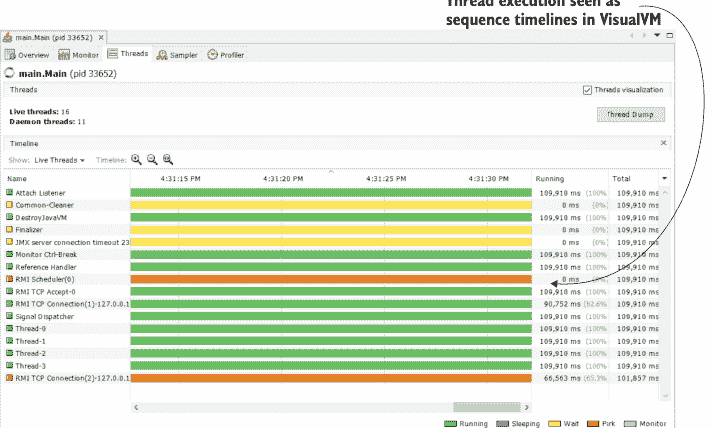 Thread execution seen as
sequence timelines in VisualVM
main.Main (pid 33652)
Overview Monitor Threads Sampler Profiler
main.Main (pid 33652)
Threads Threads visualization
Live threads: 16
Daemon threads: 11
Thread Dump
Timeline
Show: Live Threads Timeline:
Name 4:31:15 PM 4:31:20 PM 4:31:25 PM 4:31:30 PM Running Total
Attach Listener 109,910 ms (100% 109,910 ms
Common-Cleaner 0 ms (0%) 109,910 ms
DestroyJavaVM 109,910 ms (100% 109,910 ms
Finalizer 0 ms (0%) 109,910 ms
JMX server connection timeout 23 0 ms (0%) 109,910 ms
Monitor Ctrl-Break 109,910 ms (100% 109,910 ms
Reference Handler 109,910 ms (100% 109,910 ms
RMI Scheduler(0) 0 ms (0%) 109,910 ms
RMI TCP Accept-0 109,910 ms (100% 109,910 ms
RMI TCP Connection(1)-127.0.0.1 90,752 ms (82.6% 109,910 ms
Signal Dispatcher 109,910 ms (100% 109,910 ms
Thread-0 109,910 ms (100% 109,910 ms
Thread-1 109,910 ms (100% 109,910 ms
Thread-2 109,910 ms (100% 109,910 ms
Thread-3 109,910 ms (100% 109,910 ms
RMI TCP Connection(2)-127.0.0.1 66,563 ms (65.3% 101,857 ms
Running Sleeping Wait Park Monitor